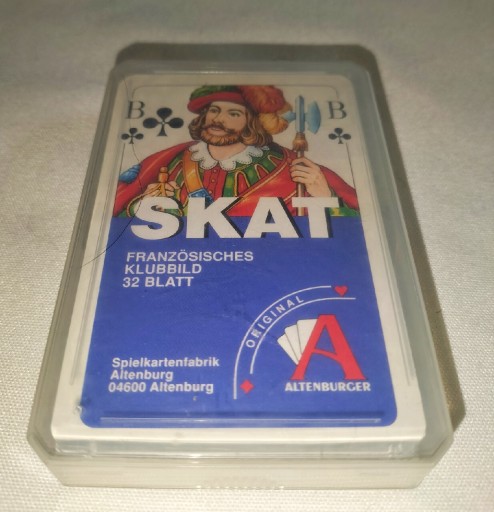 B B
SKAT
FRANZÖSISCHES
KLUBBILD
32 BLATT
ORIGINAL
Spielkartenfabrik
Altenburg
04600 Altenburg
A
ALTENBURGER